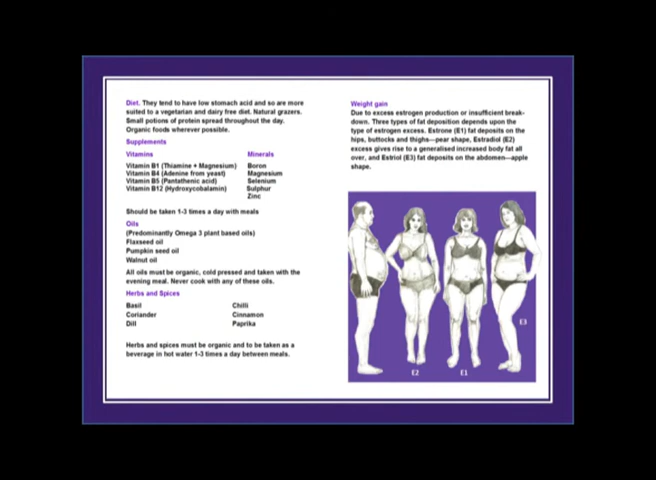 Diet. They tend to have low stomach acid and so are more
suited to a vegetarian and dairy free diet. Natural grazers.
Small potions of protein spread throughout the day.
Organic foods wherever possible.
Supplements
Vitamins Minerals
Vitamin B1 (Thiamine + Magnesium) Boron
Vitamin B4 (Adenine from yeast) Magnesium
Vitamin B5 (Pantathenic acid) Selenium
Vitamin B12 (Hydroxycobalamin) Sulphur
Zinc
Should be taken 1-3 times a day with meals
Oils
(Predominantly Omega 3 plant based oils)
Flaxseed oil
Pumpkin seed oil
Walnut oil
All oils must be organic, cold pressed and taken with the
evening meal. Never cook with any of these oils.
Herbs and Spices
Basil Chilli
Coriander Cinnamon
Dill Paprika
Herbs and spices must be organic and to be taken as a
beverage in hot water 1-3 times a day between meals.
Weight gain
Due to excess estrogen production or insufficient break-
down. Three types of fat deposition depends upon the
type of estrogen excess. Estrone (E1) fat deposits on the
hips, buttocks and thighs—pear shape, Estradiol (E2)
excess gives rise to a generalised increased body fat all
over, and Estriol (E3) fat deposits on the abdomen—apple
shape.
E3
E2 E1